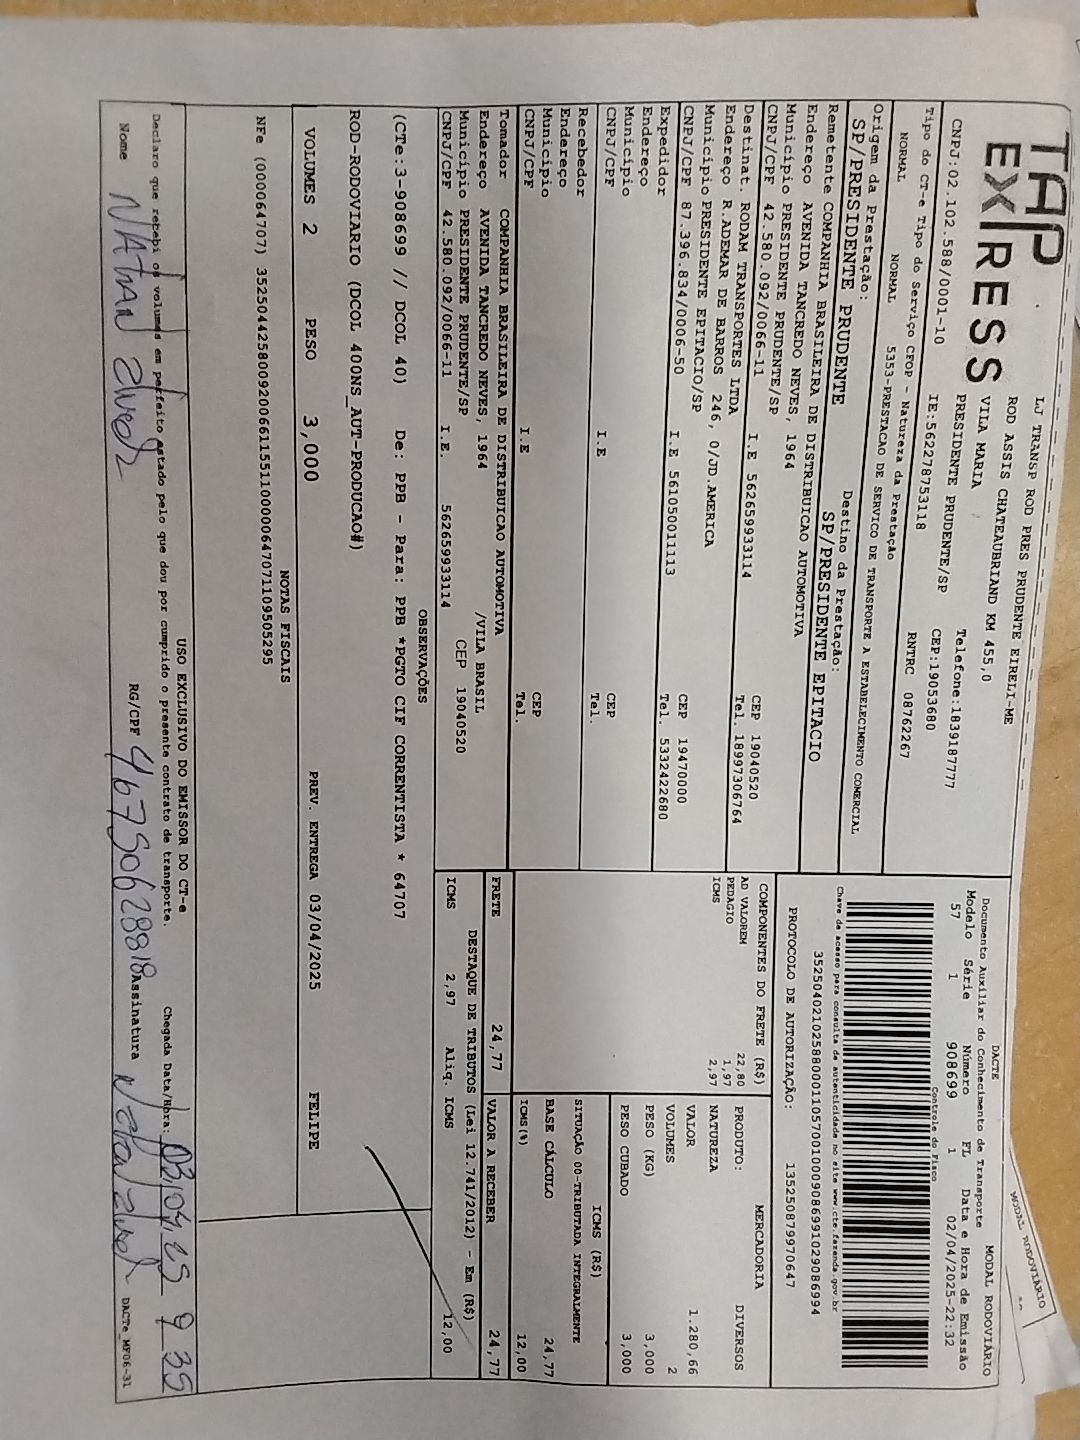 TAP EXPRESS
LJ TRANSP ROD PRES PRUDENTE EIRELI-ME
ROD ASSIS CHATEAUBRIAND KM 455,0
VILA MARIA
PRESIDENTE PRUDENTE/SP Telefone:1839187777
CNPJ:02.102.588/0001-10 IE:562278753118 CEP:19053680
Tipo do CT-e Tipo do Serviço CFOP - Natureza da Prestação RNTRC 08762267
NORMAL NORMAL 5353-PRESTACAO DE SERVICO DE TRANSPORTE A ESTABELECIMENTO COMERCIAL
Origem da Prestação: Destino da Prestação:
SP/PRESIDENTE PRUDENTE SP/PRESIDENTE EPITACIO
Remetente COMPANHIA BRASILEIRA DE DISTRIBUICAO AUTOMOTIVA
Endereço AVENIDA TANCREDO NEVES, 1964
Município PRESIDENTE PRUDENTE/SP CEP 19040520
CNPJ/CPF 42.580.092/0066-11 I.E 562659933114 Tel. 18997306764
Destinat. RODAM TRANSPORTES LTDA
Endereço R.ADEMAR DE BARROS 246, 0/JD.AMERICA
Município PRESIDENTE EPITACIO/SP CEP 19470000
CNPJ/CPF 87.396.834/0006-50 I.E 561050011113 Tel. 5332422680
Expedidor
Endereço
Município CEP
CNPJ/CPF I.E Tel.
Recebedor
Endereço
Município CEP
CNPJ/CPF I.E Tel.
Tomador COMPANHIA BRASILEIRA DE DISTRIBUICAO AUTOMOTIVA
Endereço AVENIDA TANCREDO NEVES, 1964 /VILA BRASIL
Município PRESIDENTE PRUDENTE/SP CEP 19040520
CNPJ/CPF 42.580.092/0066-11 I.E. 562659933114
DACTE MODAL RODOVIÁRIO
Documento Auxiliar do Conhecimento de Transporte
Modelo Série Número FL Data e Hora de Emissão
57 1 908699 1 02/04/2025-22:32
Controle do Fisco
Chave de acesso para consulta de autenticidade no site www.cte.fazenda.gov.br
35250402102588000110570010009086991029086994
PROTOCOLO DE AUTORIZAÇÃO: 135250879970647
COMPONENTES DO FRETE (R$)
AD VALOREM 22,80
PEDAGIO 1,97
ICMS 2,97
MERCADORIA
PRODUTO: DIVERSOS
NATUREZA
VALOR 1.280,66
VOLUMES 2
PESO (KG) 3,000
PESO CUBADO 3,000
ICMS (R$)
SITUAÇÃO 00-TRIBUTADA INTEGRALMENTE
BASE CÁLCULO 24,77
ICMS(%) 12,00
FRETE 24,77 VALOR A RECEBER 24,77
DESTAQUE DE TRIBUTOS (Lei 12.741/2012) - Em (R$)
ICMS 2,97 Aliq. ICMS 12,00
OBSERVAÇÕES
(CTe:3-908699 // DCOL 40) De: PPB - Para: PPB *PGTO CIF CORRENTISTA * 64707
ROD-RODOVIARIO (DCOL 400NS_AUT-PRODUCAO#)
VOLUMES 2 PESO 3,000 PREV. ENTREGA 03/04/2025 FELIPE
NOTAS FISCAIS
NFe (000064707) 35250442580092006611551100000647071109505295
USO EXCLUSIVO DO EMISSOR DO CT-e
Declaro que recebi os volumes em perfeito estado pelo que dou por cumprido o presente contrato de transporte. Chegada Data/Hora: 03,04,25 9 35
Nome NAtHAN alves RG/CPF 46750628818 Assinatura Natha alves
DACTe_MF06-31
MODAL RODOVIÁRIO